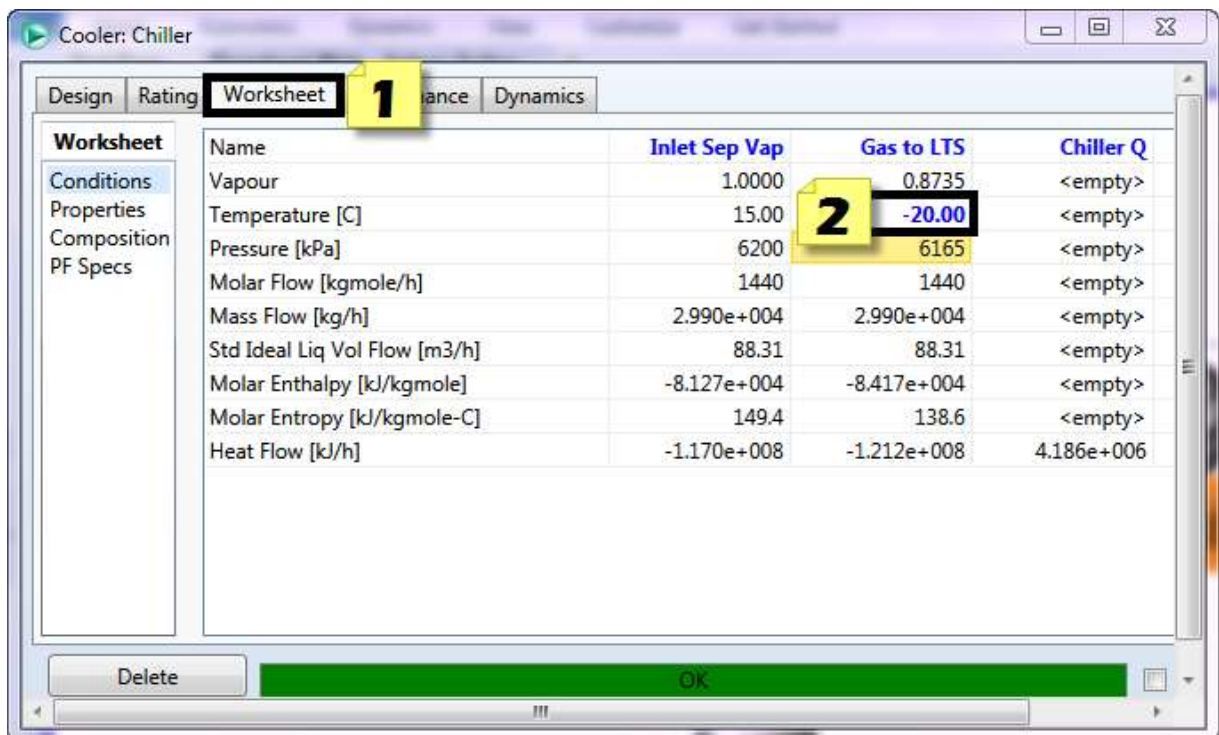 Cooler: Chiller
Design Rating Worksheet 1 ance Dynamics
Worksheet
Conditions
Properties
Composition
PF Specs
Name Inlet Sep Vap Gas to LTS Chiller Q
Vapour 1.0000 0.8735 <empty>
Temperature [C] 15.00 2 -20.00 <empty>
Pressure [kPa] 6200 6165 <empty>
Molar Flow [kgmole/h] 1440 1440 <empty>
Mass Flow [kg/h] 2.990e+004 2.990e+004 <empty>
Std Ideal Liq Vol Flow [m3/h] 88.31 88.31 <empty>
Molar Enthalpy [kJ/kgmole] -8.127e+004 -8.417e+004 <empty>
Molar Entropy [kJ/kgmole-C] 149.4 138.6 <empty>
Heat Flow [kJ/h] -1.170e+008 -1.212e+008 4.186e+006
Delete OK